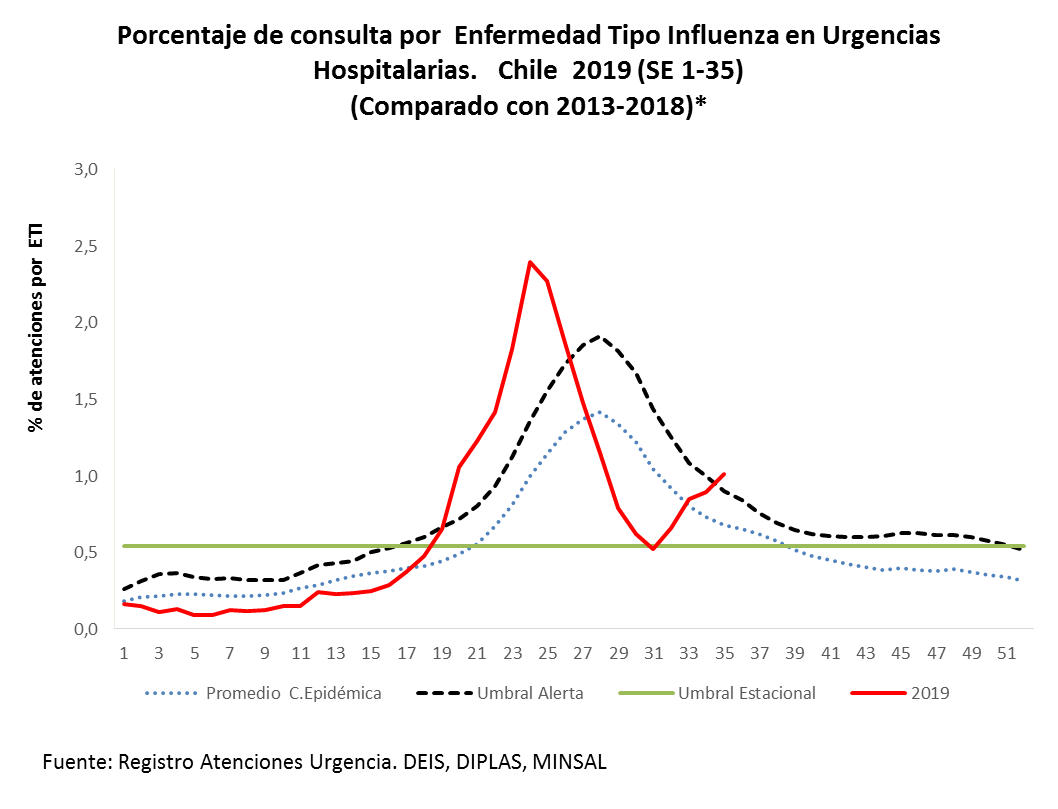 Porcentaje de consulta por  Enfermedad Tipo Influenza en Urgencias
Hospitalarias.   Chile  2019 (SE 1-35)
(Comparado con 2013-2018)*
% de atenciones por  ETI
3,0
2,5
2,0
1,5
1,0
0,5
0,0
1 3 5 7 9 11 13 15 17 19 21 23 25 27 29 31 33 35 37 39 41 43 45 47 49 51
Promedio  C.Epidémica Umbral Alerta Umbral Estacional 2019
Fuente: Registro Atenciones Urgencia. DEIS, DIPLAS, MINSAL